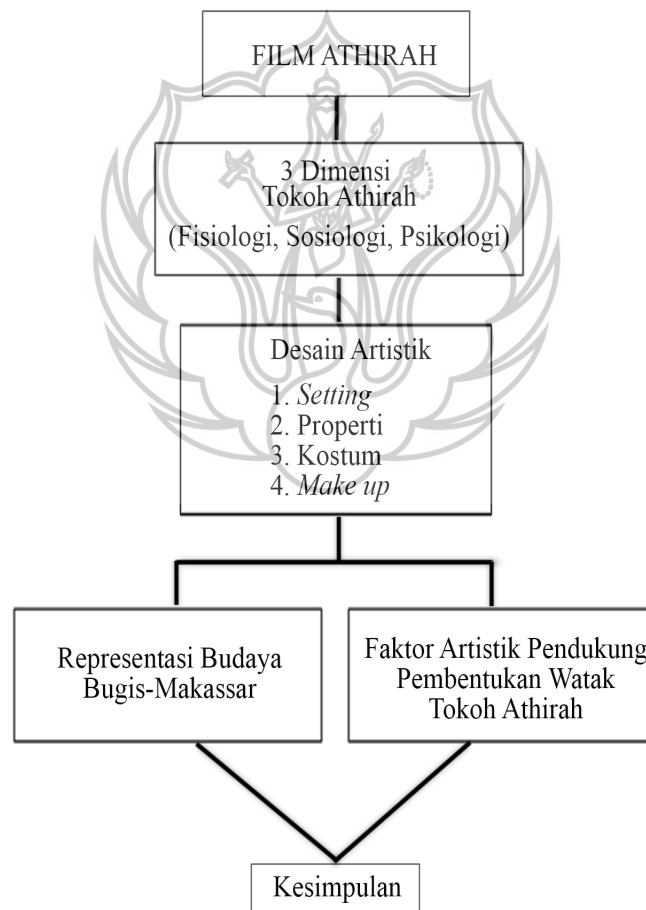 FILM ATHIRAH
3 Dimensi
Tokoh Athirah
(Fisiologi, Sosiologi, Psikologi)
Desain Artistik
1. Setting
2. Properti
3. Kostum
4. Make up
Representasi Budaya
Bugis-Makassar
Faktor Artistik Pendukung
Pembentukan Watak
Tokoh Athirah
Kesimpulan